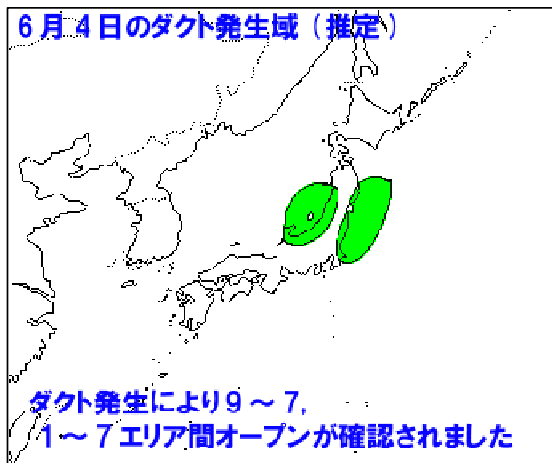 6月4日のダクト発生域(推定)
ダクト発生により9~7,
1~7エリア間オープンが確認されました